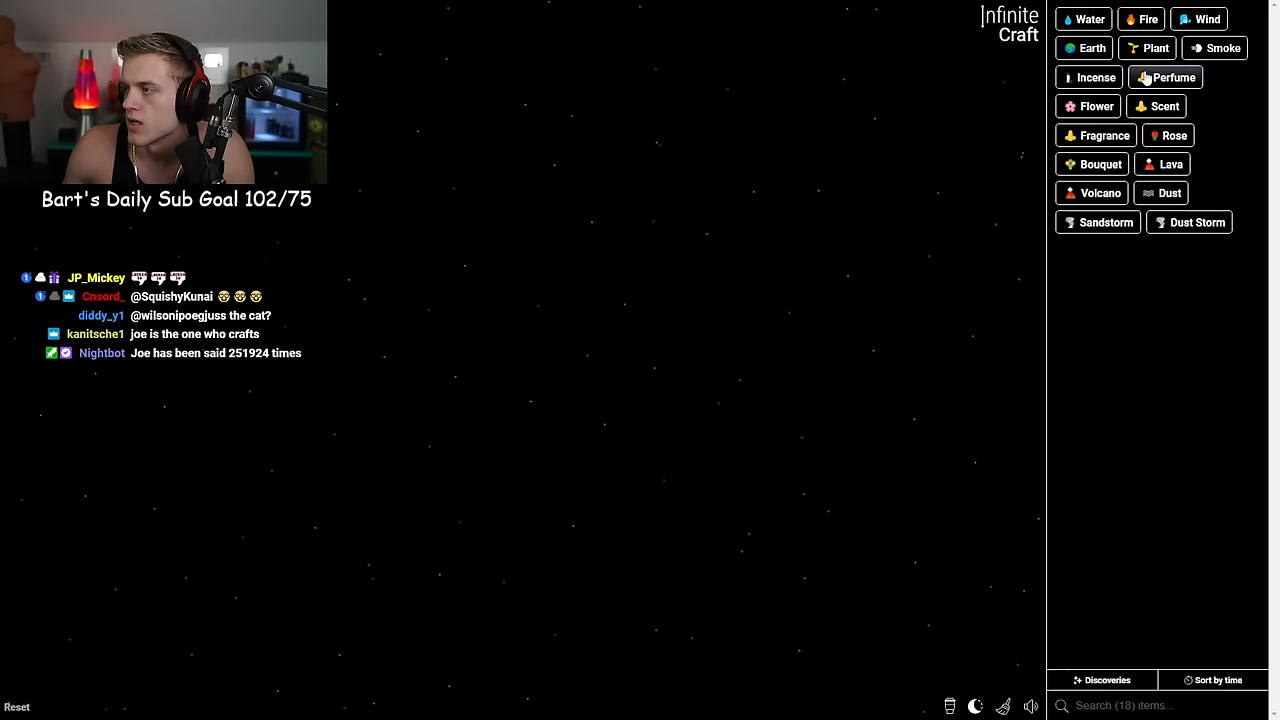 Infinite
Craft
Water
Fire
Wind
Earth
Plant
Smoke
Incense
Perfume
Flower
Scent
Fragrance
Rose
Bouquet
Lava
Volcano
Dust
Sandstorm
Dust Storm
Bart's Daily Sub Goal 102/75
JP_Mickey
Cnsord_ @SquishyKunai
diddy_y1 @wilsonipoegjuss the cat?
kanitsche1 joe is the one who crafts
Nightbot Joe has been said 251924 times
Discoveries
Sort by time
Search (18) items...
Reset